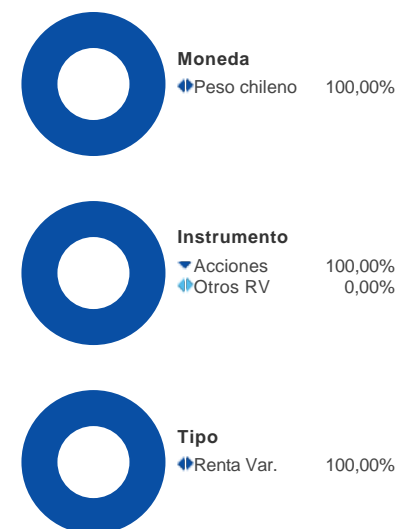 Moneda
Peso chileno 100,00%
Instrumento
Acciones 100,00%
Otros RV 0,00%
Tipo
Renta Var. 100,00%